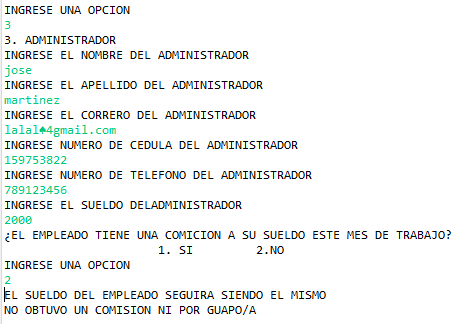 INGRESE UNA OPCION
3
3. ADMINISTRADOR
INGRESE EL NOMBRE DEL ADMINISTRADOR
jose
INGRESE EL APELLIDO DEL ADMINISTRADOR
martinez
INGRESE EL CORRERO DEL ADMINISTRADOR
lalal♠4gmail.com
INGRESE NUMERO DE CEDULA DEL ADMINISTRADOR
159753822
INGRESE NUMERO DE TELEFONO DEL ADMINISTRADOR
789123456
INGRESE EL SUELDO DELADMINISTRADOR
2000
¿EL EMPLEADO TIENE UNA COMICION A SU SUELDO ESTE MES DE TRABAJO?
1. SI 2.NO
INGRESE UNA OPCION
2
EL SUELDO DEL EMPLEADO SEGUIRA SIENDO EL MISMO
NO OBTUVO UN COMISION NI POR GUAPO/A